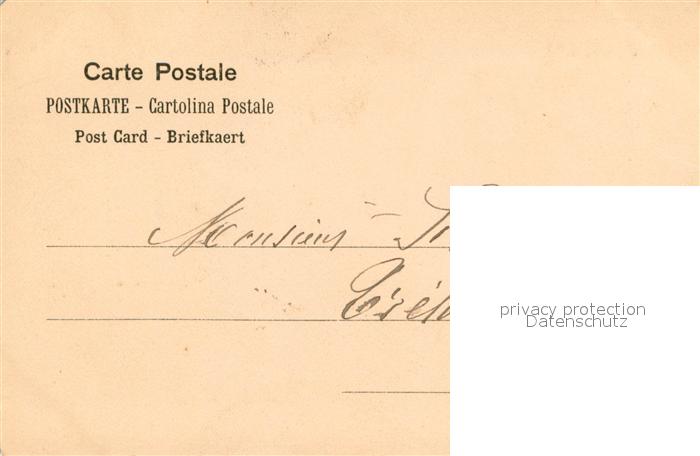 Carte Postale
POSTKARTE – Cartolina Postale
Post Card – Briefkaert
Monsieur
privacy protection
Datenschutz